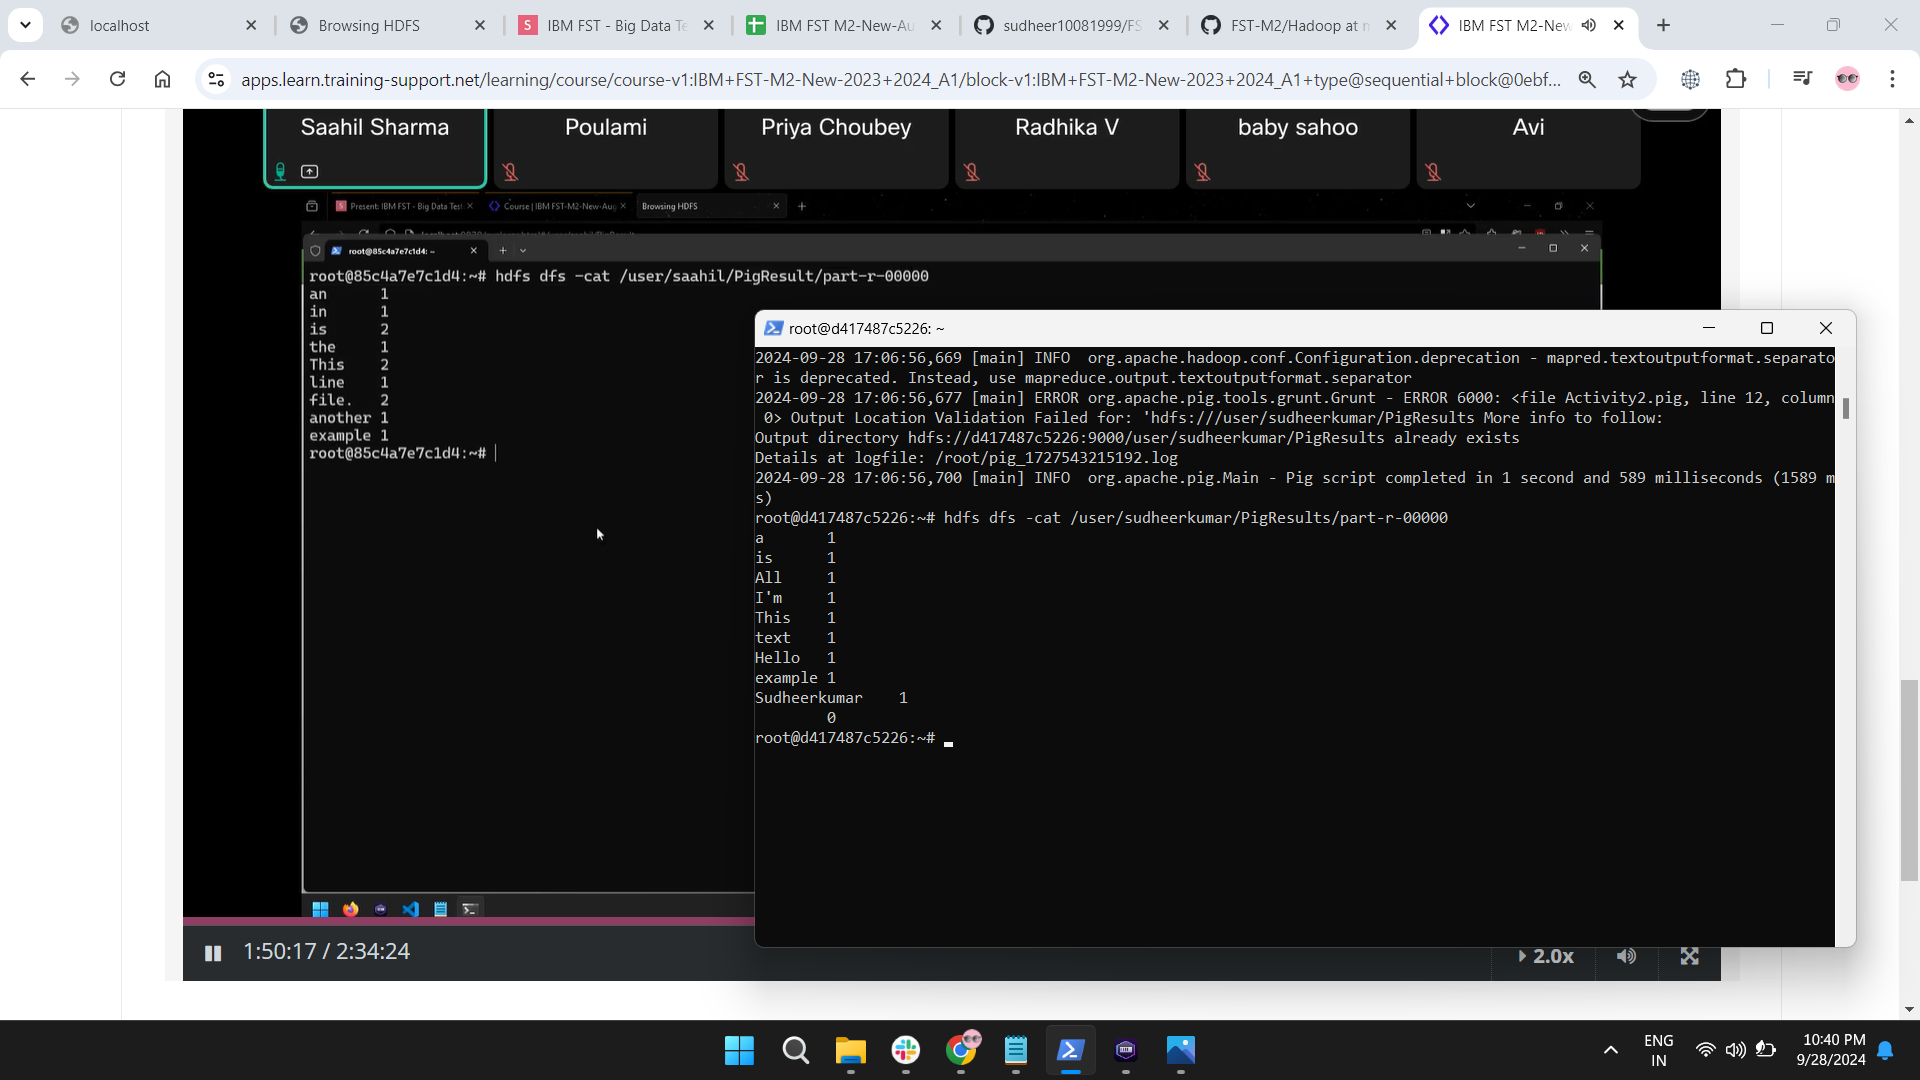 localhost
Browsing HDFS
IBM FST - Big Data Te
IBM FST M2-New-Au
sudheer10081999/FS
FST-M2/Hadoop at m
IBM FST M2-New
apps.learn.training-support.net/learning/course/course-v1:IBM+FST-M2-New-2023+2024_A1/block-v1:IBM+FST-M2-New-2023+2024_A1+type@sequential+block@0ebf...
Saahil Sharma
Poulami
Priya Choubey
Radhika V
baby sahoo
Avi
Present: IBM FST - Big Data Test
Course | IBM FST-M2-New-Aug
Browsing HDFS
root@85c4a7e7c1d4: ~
root@85c4a7e7c1d4:~# hdfs dfs -cat /user/saahil/PigResult/part-r-00000
an 1
in 1
is 2
the 1
This 2
line 1
file. 2
another 1
example 1
root@85c4a7e7c1d4:~#
root@d417487c5226: ~
2024-09-28 17:06:56,669 [main] INFO  org.apache.hadoop.conf.Configuration.deprecation - mapred.textoutputformat.separato
r is deprecated. Instead, use mapreduce.output.textoutputformat.separator
2024-09-28 17:06:56,677 [main] ERROR org.apache.pig.tools.grunt.Grunt - ERROR 6000: <file Activity2.pig, line 12, column
0> Output Location Validation Failed for: 'hdfs:///user/sudheerkumar/PigResults More info to follow:
Output directory hdfs://d417487c5226:9000/user/sudheerkumar/PigResults already exists
Details at logfile: /root/pig_1727543215192.log
2024-09-28 17:06:56,700 [main] INFO  org.apache.pig.Main - Pig script completed in 1 second and 589 milliseconds (1589 m
s)
root@d417487c5226:~# hdfs dfs -cat /user/sudheerkumar/PigResults/part-r-00000
a 1
is 1
All 1
I'm 1
This 1
text 1
Hello 1
example 1
Sudheerkumar 1
0
root@d417487c5226:~#
1:50:17 / 2:34:24
2.0x
ENG
IN
10:40 PM
9/28/2024